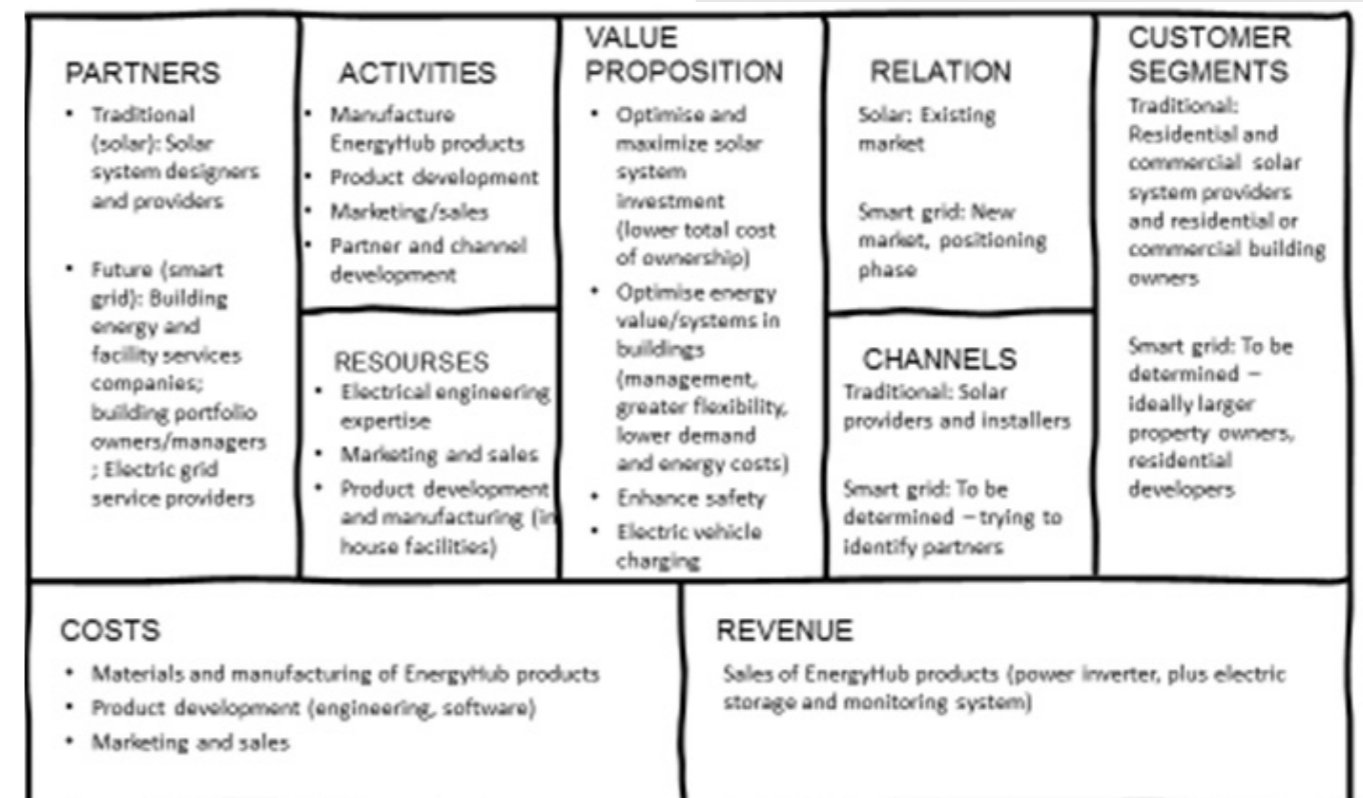 PARTNERS
• Traditional
(solar): Solar
system designers
and providers
• Future (smart
grid): Building
energy and
facility services
companies;
building portfolio
owners/managers
; Electric grid
service providers
ACTIVITIES
• Manufacture
EnergyHub products
• Product development
• Marketing/sales
• Partner and channel
development
RESOURSES
• Electrical engineering
expertise
• Marketing and sales
• Product development
and manufacturing (in
house facilities)
VALUE
PROPOSITION
• Optimise and
maximize solar
system
investment
(lower total cost
of ownership)
• Optimise energy
value/systems in
buildings
(management,
greater flexibility,
lower demand
and energy costs)
• Enhance safety
• Electric vehicle
charging
RELATION
Solar: Existing
market
Smart grid: New
market, positioning
phase
CHANNELS
Traditional: Solar
providers and installers
Smart grid: To be
determined – trying to
identify partners
CUSTOMER
SEGMENTS
Traditional:
Residential and
commercial solar
system providers
and residential or
commercial building
owners
Smart grid: To be
determined –
ideally larger
property owners,
residential
developers
COSTS
• Materials and manufacturing of EnergyHub products
• Product development (engineering, software)
• Marketing and sales
REVENUE
Sales of EnergyHub products (power inverter, plus electric
storage and monitoring system)